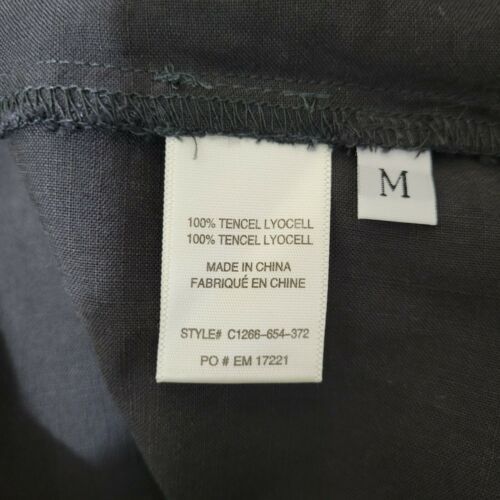 100% TENCEL LYOCELL
100% TENCEL LYOCELL
MADE IN CHINA
FABRIQUÉ EN CHINE
STYLE# C1266-654-372
PO # EM 17221
M